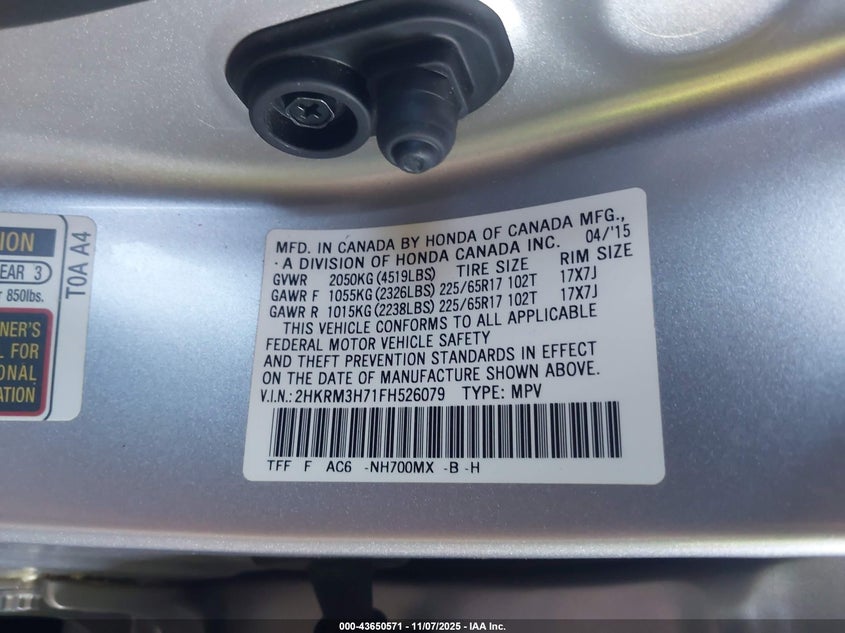 MFD. IN CANADA BY HONDA OF CANADA MFG.,
A DIVISION OF HONDA CANADA INC. 04/'15
GVWR 2050KG (4519LBS) TIRE SIZE RIM SIZE
GAWR F 1055KG (2326LBS) 225/65R17 102T 17X7J
GAWR R 1015KG (2238LBS) 225/65R17 102T 17X7J
THIS VEHICLE CONFORMS TO ALL APPLICABLE
FEDERAL MOTOR VEHICLE SAFETY
AND THEFT PREVENTION STANDARDS IN EFFECT
ON THE DATE OF MANUFACTURE SHOWN ABOVE.
V.I.N.: 2HKRM3H71FH526079 TYPE: MPV
TFF F AC6 -NH700MX -B -H
ION
EAR 3
r 850lbs.
NER'S
L FOR
IONAL
ATION
T0A A4
000-43650571 - 11/07/2025 - IAA Inc.